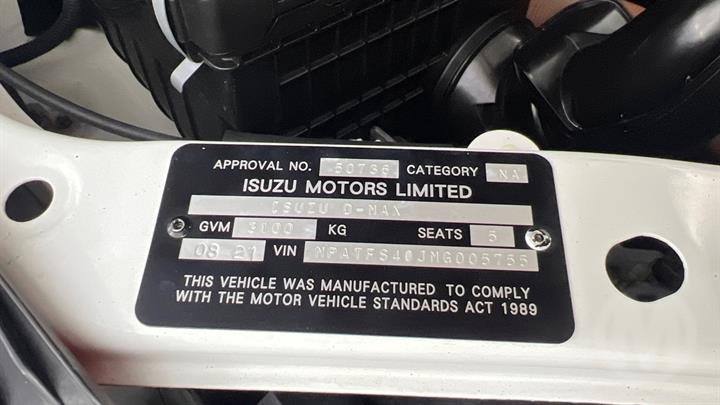 APPROVAL NO. 50736 CATEGORY NA
ISUZU MOTORS LIMITED
ISUZU D-MAX
GVM 3100 KG SEATS 5
08 21 VIN MPATFS40JMG005755
THIS VEHICLE WAS MANUFACTURED TO COMPLY
WITH THE MOTOR VEHICLE STANDARDS ACT 1989